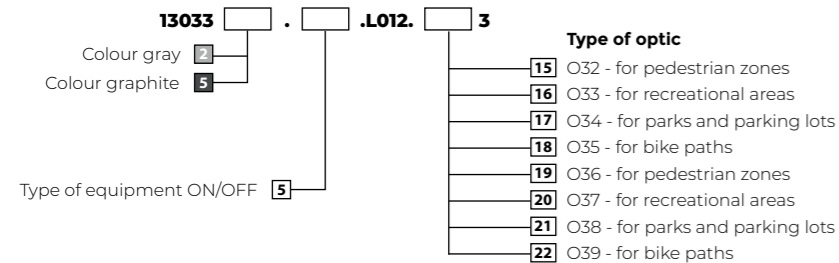 13033 . .L012. 3
Type of optic
Colour gray 2
Colour graphite 5
15 O32 - for pedestrian zones
16 O33 - for recreational areas
17 O34 - for parks and parking lots
18 O35 - for bike paths
19 O36 - for pedestrian zones
Type of equipment ON/OFF 5
20 O37 - for recreational areas
21 O38 - for parks and parking lots
22 O39 - for bike paths